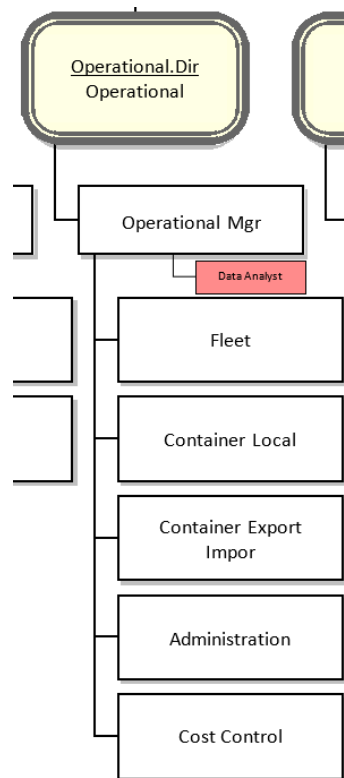 Operational.Dir
Operational
Operational Mgr
Data Analyst
Fleet
Container Local
Container Export
Impor
Administration
Cost Control